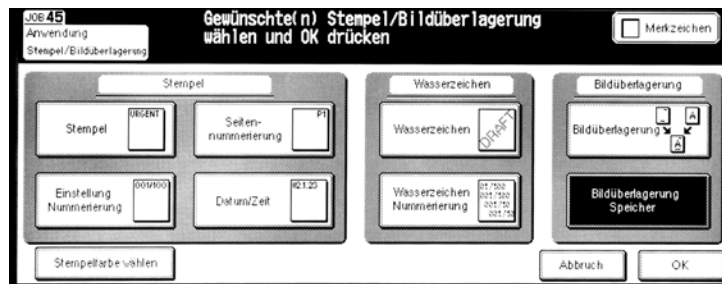 JOB 45
Anwendung
Stempel/Bildüberlagerung
Gewünschte(n) Stempel/Bildüberlagerung
wählen und OK drücken
Merkzeichen
Stempel
Wasserzeichen
Bildüberlagerung
Stempel
URGENT
Seiten-
nummerierung
P1
Wasserzeichen
DRAFT
Bildüberlagerung
A
A
Einstellung
Nummerierung
001/100
Datum/Zeit
Wasserzeichen
Nummerierung
Bildüberlagerung
Speicher
Stempelfarbe wählen
Abbruch
OK